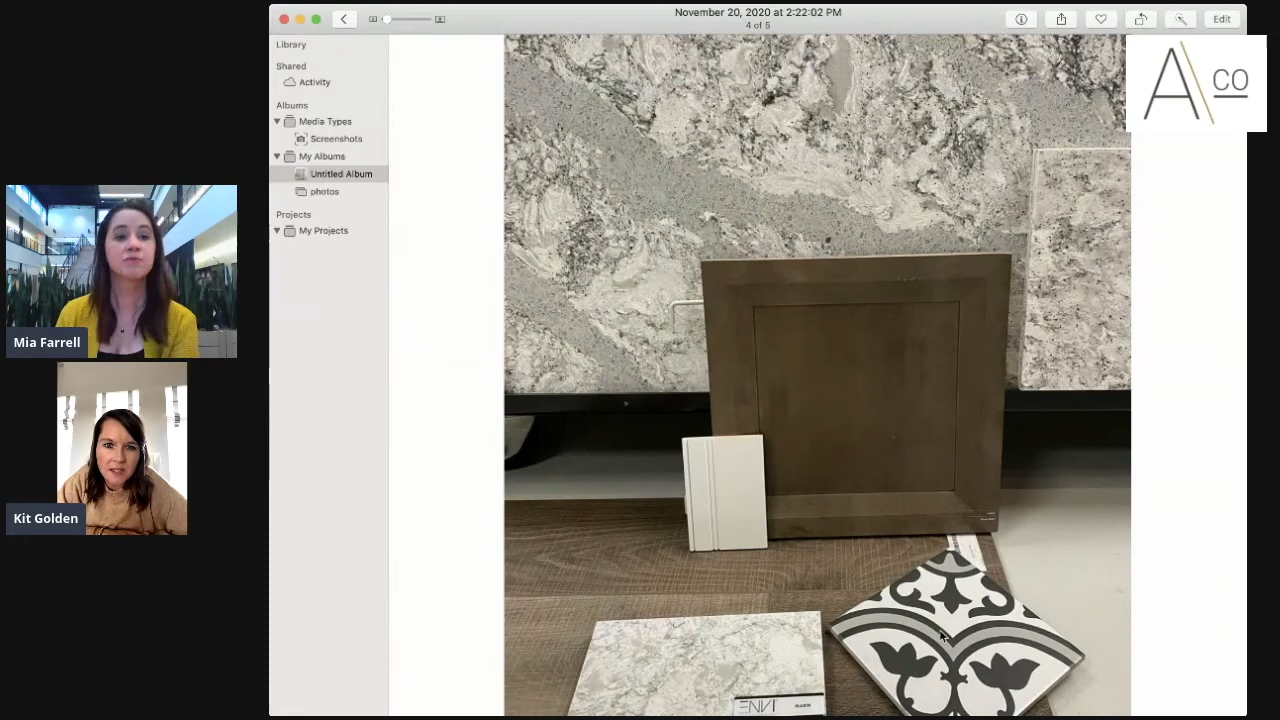 November 20, 2020 at 2:22:02 PM
4 of 5
Edit
Library
Shared
Activity
Albums
Media Types
Screenshots
My Albums
Untitled Album
photos
Projects
My Projects
A\CO
Mia Farrell
Kit Golden
ENVI